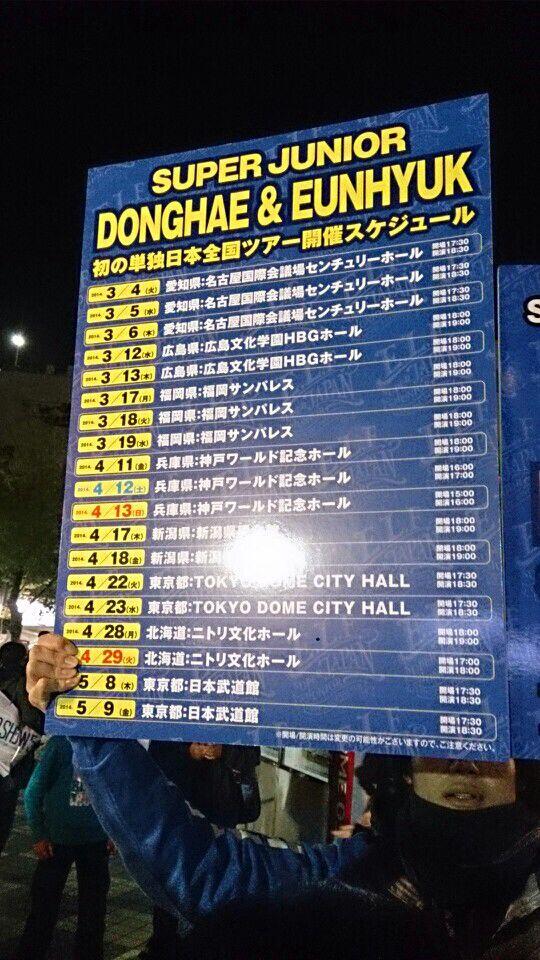 SUPER JUNIOR
DONGHAE & EUNHYUK
初の単独日本全国ツアー開催スケジュール
2014. 3/4(火) 愛知県:名古屋国際会議場センチュリーホール 開場17:30 開演18:30
2014. 3/5(水) 愛知県:名古屋国際会議場センチュリーホール 開場17:30 開演18:30
2014. 3/6(木) 愛知県:名古屋国際会議場センチュリーホール 開場17:30 開演18:30
2014. 3/12(水) 広島県:広島文化学園HBGホール 開場18:00 開演19:00
2014. 3/13(木) 広島県:広島文化学園HBGホール 開場18:00 開演19:00
2014. 3/17(月) 福岡県:福岡サンパレス 開場18:00 開演19:00
2014. 3/18(火) 福岡県:福岡サンパレス 開場18:00 開演19:00
2014. 3/19(水) 福岡県:福岡サンパレス 開場18:00 開演19:00
2014. 4/11(金) 兵庫県:神戸ワールド記念ホール 開場18:00 開演19:00
2014. 4/12(土) 兵庫県:神戸ワールド記念ホール 開場16:00 開演17:00
2014. 4/13(日) 兵庫県:神戸ワールド記念ホール 開場15:00 開演16:00
2014. 4/17(木) 新潟県:新潟 開場18:00 開演19:00
2014. 4/18(金) 新潟県:新潟 開場18:00 開演19:00
2014. 4/22(火) 東京都:TOKYO DOME CITY HALL 開場17:30 開演18:30
2014. 4/23(水) 東京都:TOKYO DOME CITY HALL 開場17:30 開演18:30
2014. 4/28(月) 北海道:ニトリ文化ホール 開場18:00 開演19:00
4/29(火) 北海道:ニトリ文化ホール 開場17:00 開演18:00
5/8(木) 東京都:日本武道館 開場17:30 開演18:30
2014. 5/9(金) 東京都:日本武道館 開場17:30 開演18:30
※開場/開演時間は変更の可能性がございますので、ご注意ください。